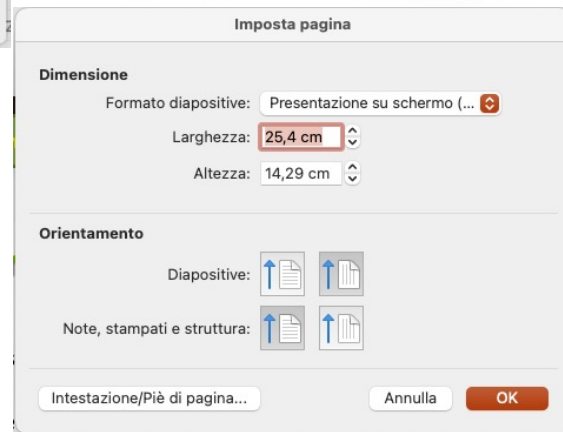 Imposta pagina
Dimensione
Formato diapositive: Presentazione su schermo (...
Larghezza: 25,4 cm
Altezza: 14,29 cm
Orientamento
Diapositive:
Note, stampati e struttura:
Intestazione/Piè di pagina... Annulla OK